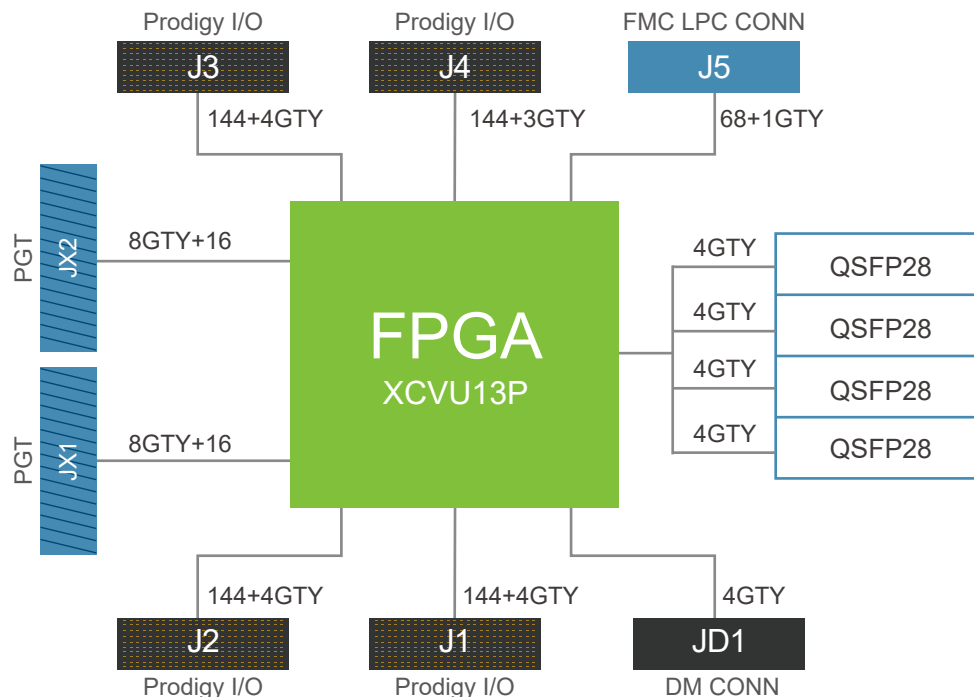 Prodigy I/O
Prodigy I/O
FMC LPC CONN
J3
J4
J5
144+4GTY
144+3GTY
68+1GTY
PGT
JX2
8GTY+16
FPGA
XCVU13P
4GTY
QSFP28
4GTY
QSFP28
4GTY
QSFP28
4GTY
QSFP28
PGT
JX1
8GTY+16
144+4GTY
144+4GTY
4GTY
J2
J1
JD1
Prodigy I/O
Prodigy I/O
DM CONN